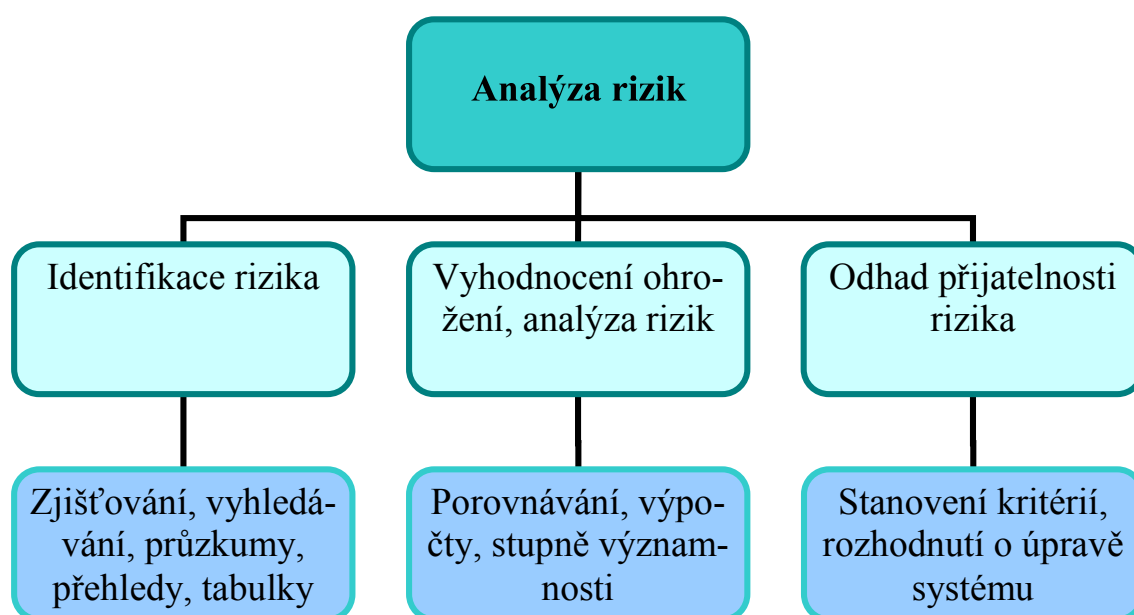 Analýza rizik
Identifikace rizika
Vyhodnocení ohro-
žení, analýza rizik
Odhad přijatelnosti
rizika
Zjišťování, vyhledá-
vání, průzkumy,
přehledy, tabulky
Porovnávání, výpo-
čty, stupně význam-
nosti
Stanovení kritérií,
rozhodnutí o úpravě
systému